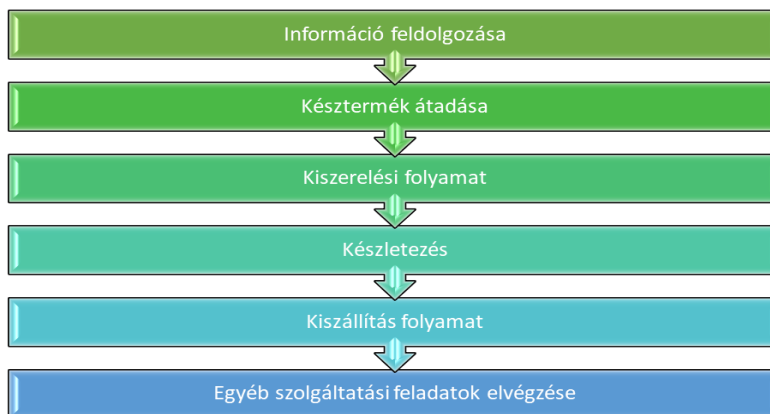 Információ feldolgozása
Késztermék átadása
Kiszerelési folyamat
Készletezés
Kiszállítás folyamat
Egyéb szolgáltatási feladatok elvégzése